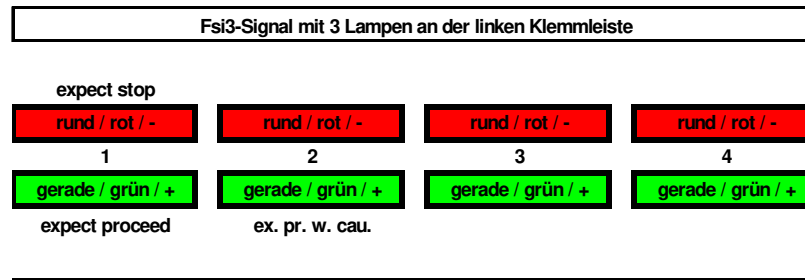 Fsi3-Signal mit 3 Lampen an der linken Klemmleiste
expect stop
rund / rot / - rund / rot / - rund / rot / - rund / rot / -
1 2 3 4
gerade / grün / + gerade / grün / + gerade / grün / + gerade / grün / +
expect proceed ex. pr. w. cau.